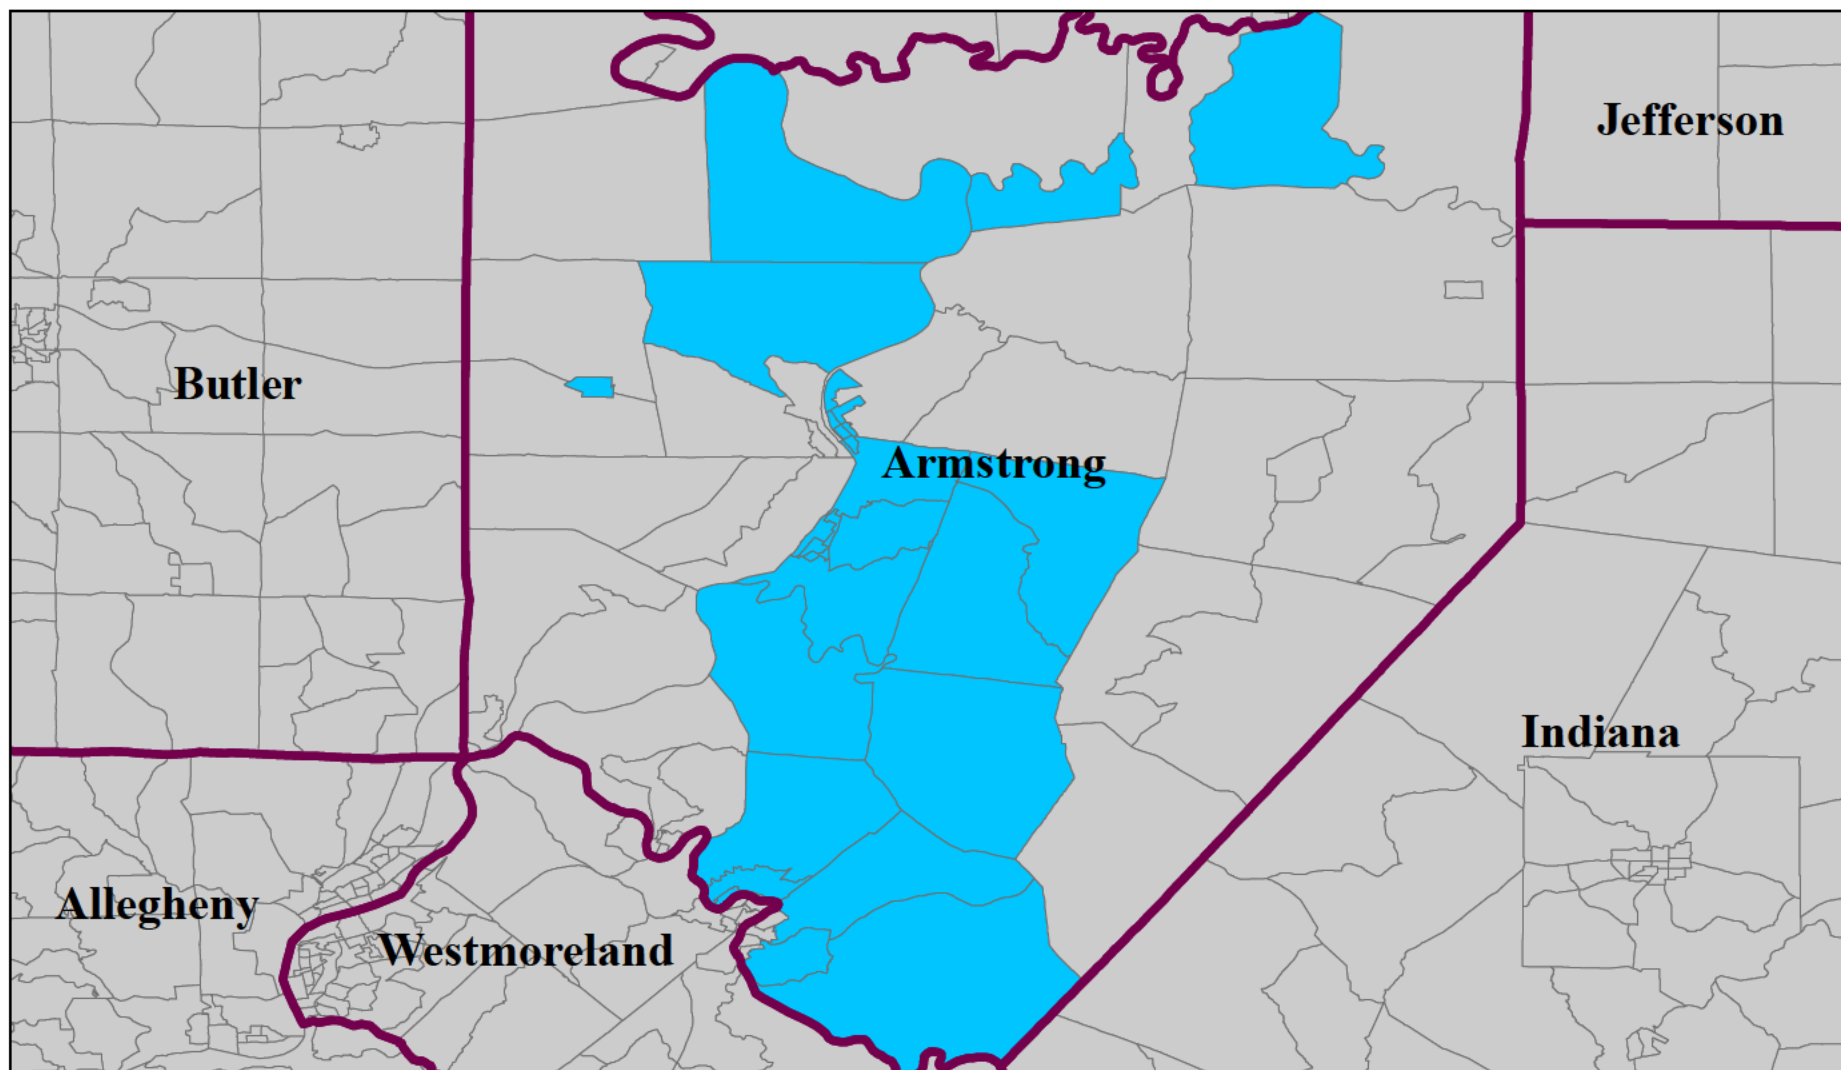 Jefferson
Butler
Armstrong
Indiana
Allegheny
Westmoreland